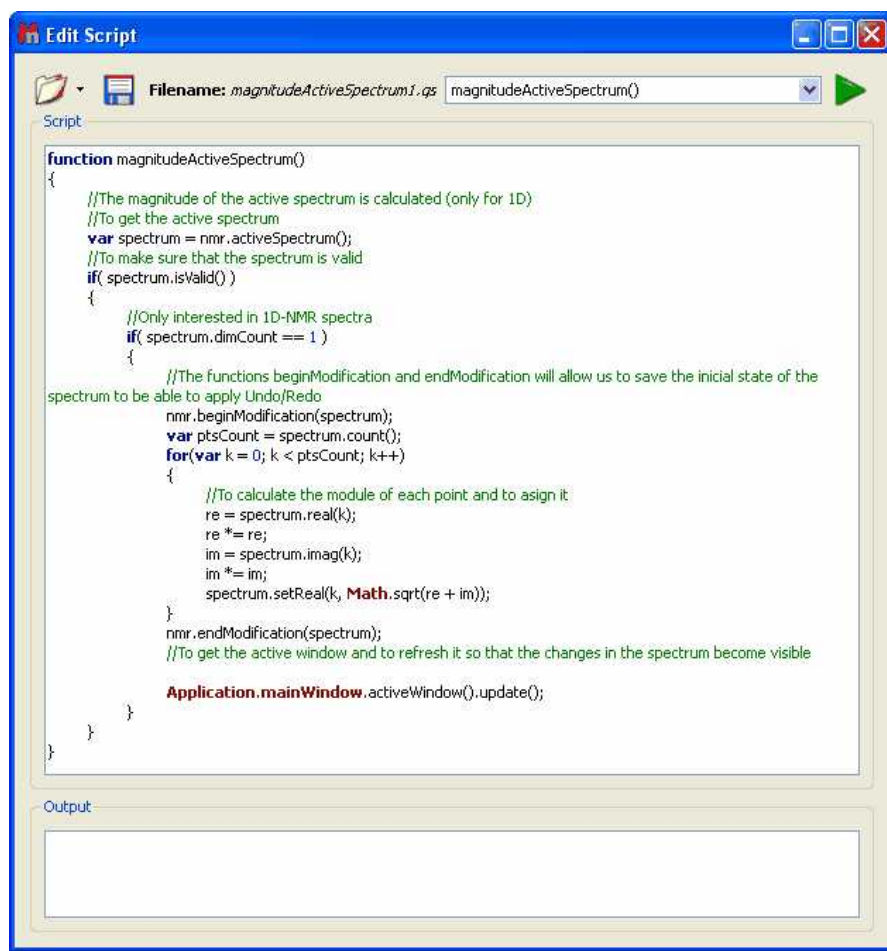 Edit Script
Filename: magnitudeActiveSpectrum1.qs magnitudeActiveSpectrum()
Script
function magnitudeActiveSpectrum()
{
//The magnitude of the active spectrum is calculated (only for 1D)
//To get the active spectrum
var spectrum = nmr.activeSpectrum();
//To make sure that the spectrum is valid
if( spectrum.isValid() )
{
//Only interested in 1D-NMR spectra
if( spectrum.dimCount == 1 )
{
//The functions beginModification and endModification will allow us to save the inicial state of the
spectrum to be able to apply Undo/Redo
nmr.beginModification(spectrum);
var ptsCount = spectrum.count();
for(var k = 0; k < ptsCount; k++)
{
//To calculate the module of each point and to asign it
re = spectrum.real(k);
re *= re;
im = spectrum.imag(k);
im *= im;
spectrum.setReal(k, Math.sqrt(re + im));
}
nmr.endModification(spectrum);
//To get the active window and to refresh it so that the changes in the spectrum become visible
Application.mainWindow.activeWindow().update();
}
}
}
Output